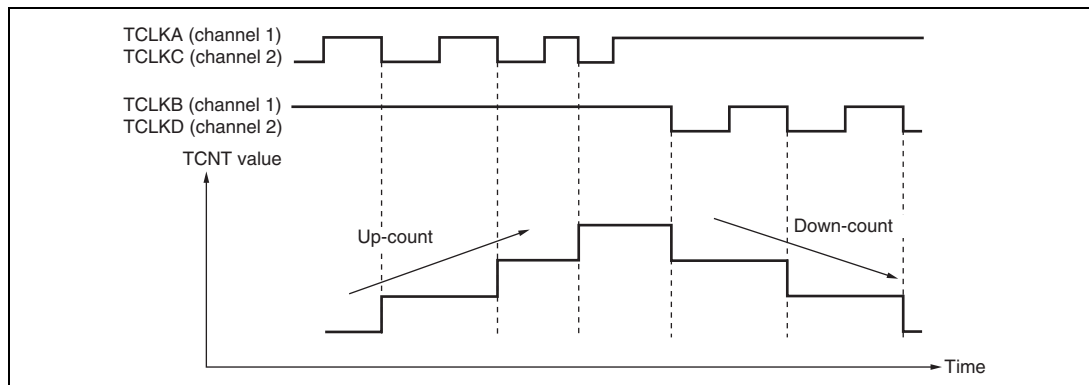 TCLKA (channel 1)
TCLKC (channel 2)
TCLKB (channel 1)
TCLKD (channel 2)
TCNT value
Up-count
Down-count
Time